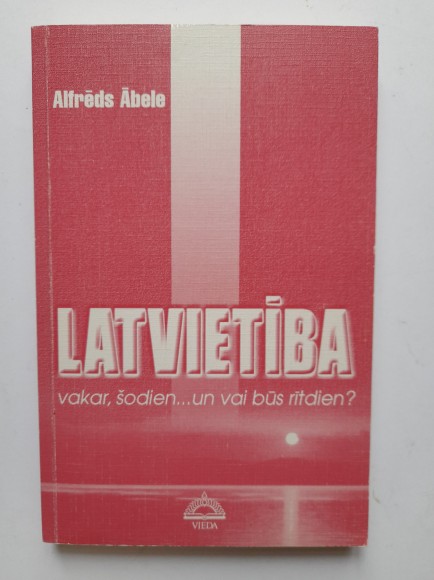 Alfrēds Ābele
LATVIETĪBA
vakar, šodien...un vai būs rītdien?
VIEDA